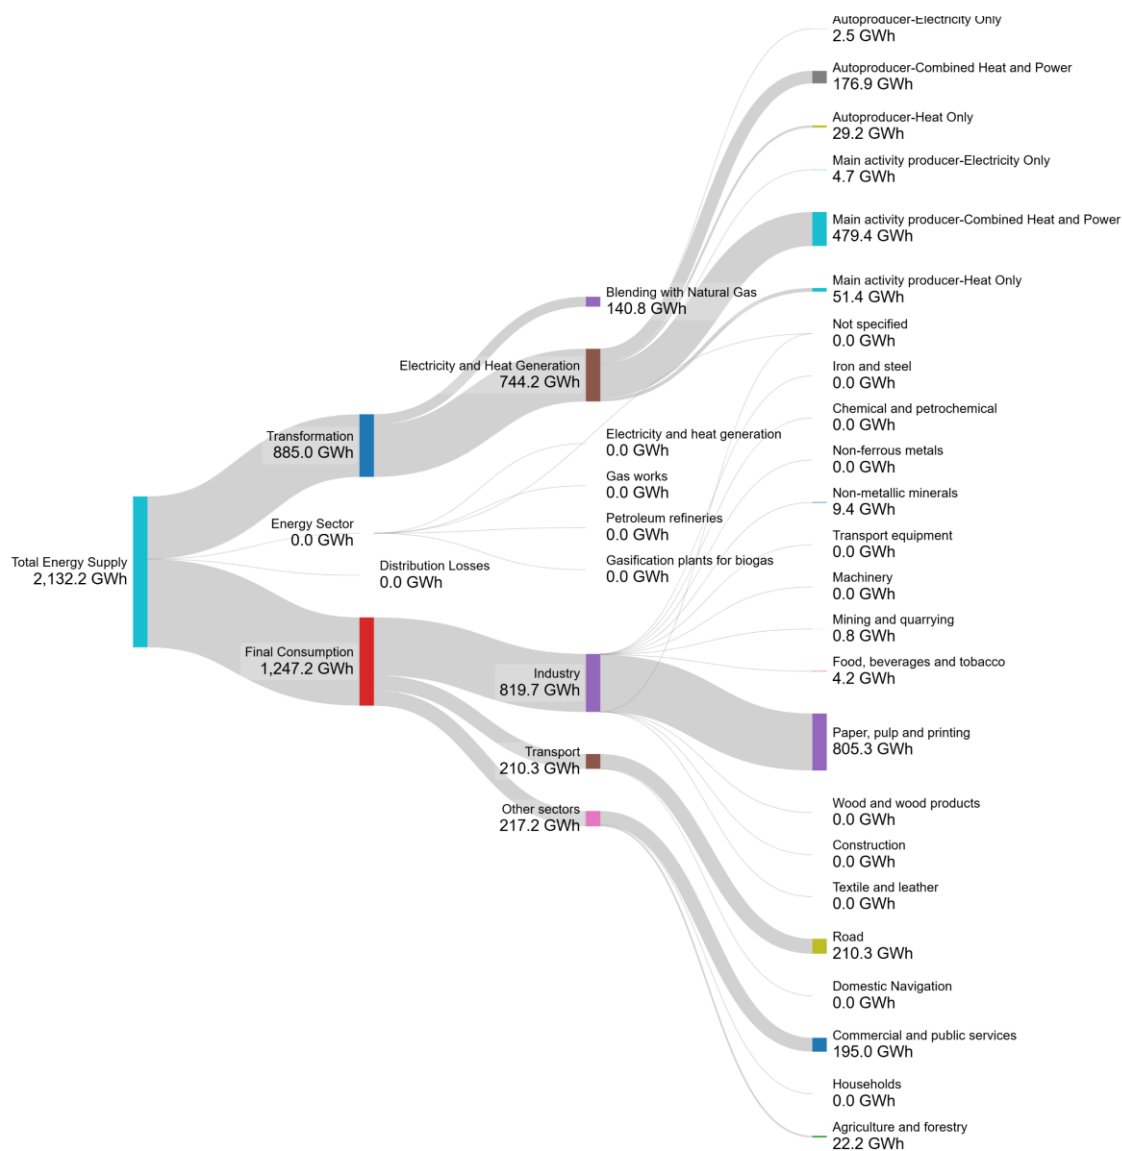 Autoproducer-Electricity Only
2.5 GWh
Autoproducer-Combined Heat and Power
176.9 GWh
Autoproducer-Heat Only
29.2 GWh
Main activity producer-Electricity Only
4.7 GWh
Main activity producer-Combined Heat and Power
479.4 GWh
Main activity producer-Heat Only
51.4 GWh
Blending with Natural Gas
140.8 GWh
Not specified
0.0 GWh
Electricity and Heat Generation
744.2 GWh
Iron and steel
0.0 GWh
Chemical and petrochemical
0.0 GWh
Transformation
885.0 GWh
Electricity and heat generation
0.0 GWh
Non-ferrous metals
0.0 GWh
Gas works
0.0 GWh
Non-metallic minerals
9.4 GWh
Energy Sector
0.0 GWh
Petroleum refineries
0.0 GWh
Transport equipment
0.0 GWh
Total Energy Supply
2,132.2 GWh
Distribution Losses
0.0 GWh
Gasification plants for biogas
0.0 GWh
Machinery
0.0 GWh
Mining and quarrying
0.8 GWh
Final Consumption
1,247.2 GWh
Industry
819.7 GWh
Food, beverages and tobacco
4.2 GWh
Paper, pulp and printing
805.3 GWh
Transport
210.3 GWh
Other sectors
217.2 GWh
Wood and wood products
0.0 GWh
Construction
0.0 GWh
Textile and leather
0.0 GWh
Road
210.3 GWh
Domestic Navigation
0.0 GWh
Commercial and public services
195.0 GWh
Households
0.0 GWh
Agriculture and forestry
22.2 GWh